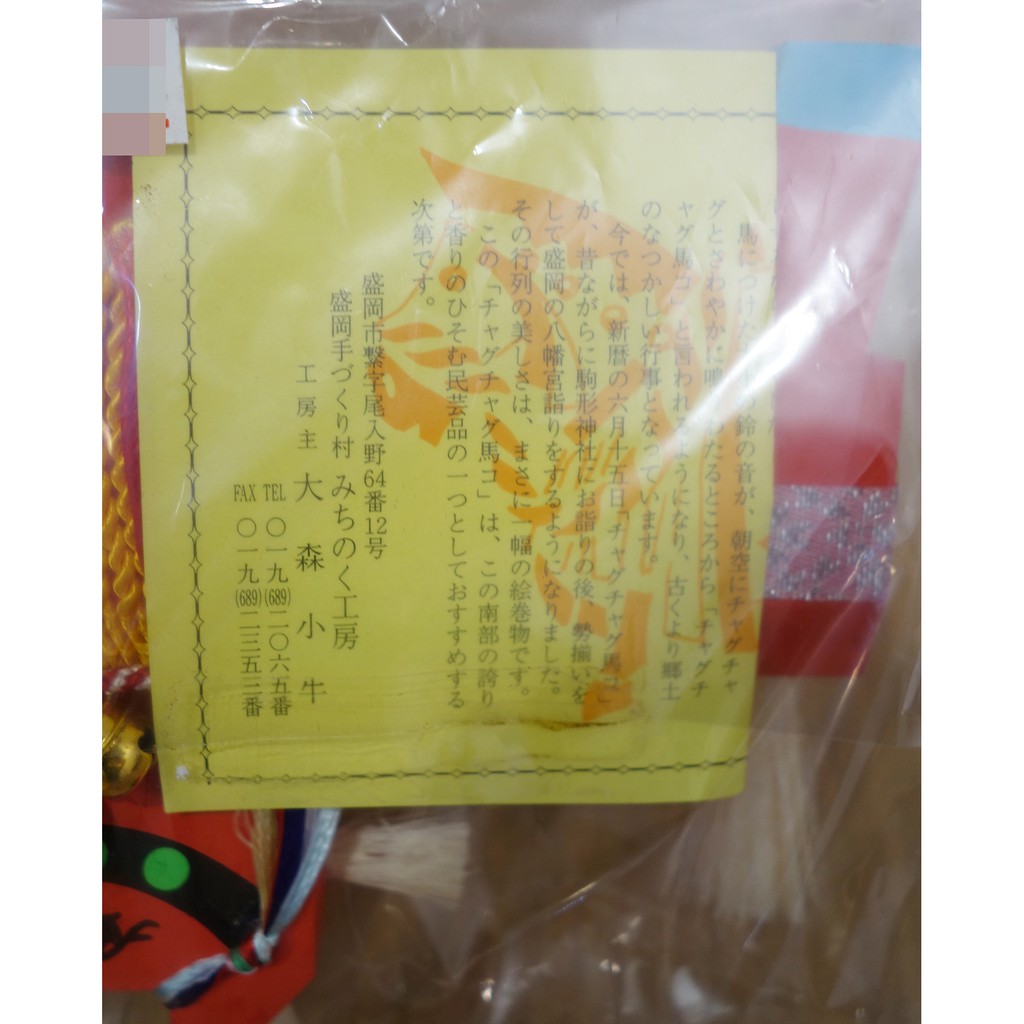 馬につけた 鈴の音が、朝空にチャグチャ
グとさわやかに鳴 わたるところから「チャグチ
ャグ馬コ」と言われるようになり、古くより郷土
のなつかしい行事となっています。
今では、新暦の六月十五日「チャグチャグ馬コ」
が、昔ながらに駒形神社にお詣りの後、勢揃いを
して盛岡の八幡宮詣りをするようになりました。
その行列の美しさは、まさに一幅の絵巻物です。
この「チャグチャグ馬コ」は、この南部の誇り
と香りのひそむ民芸品の一つとしておすすめする
次第です。
盛岡市繋字尾入野64番12号
盛岡手づくり村 みちのく工房
工房主 大森小牛
TEL 〇一九(689)二〇六五番
FAX 〇一九(689)二三五三番